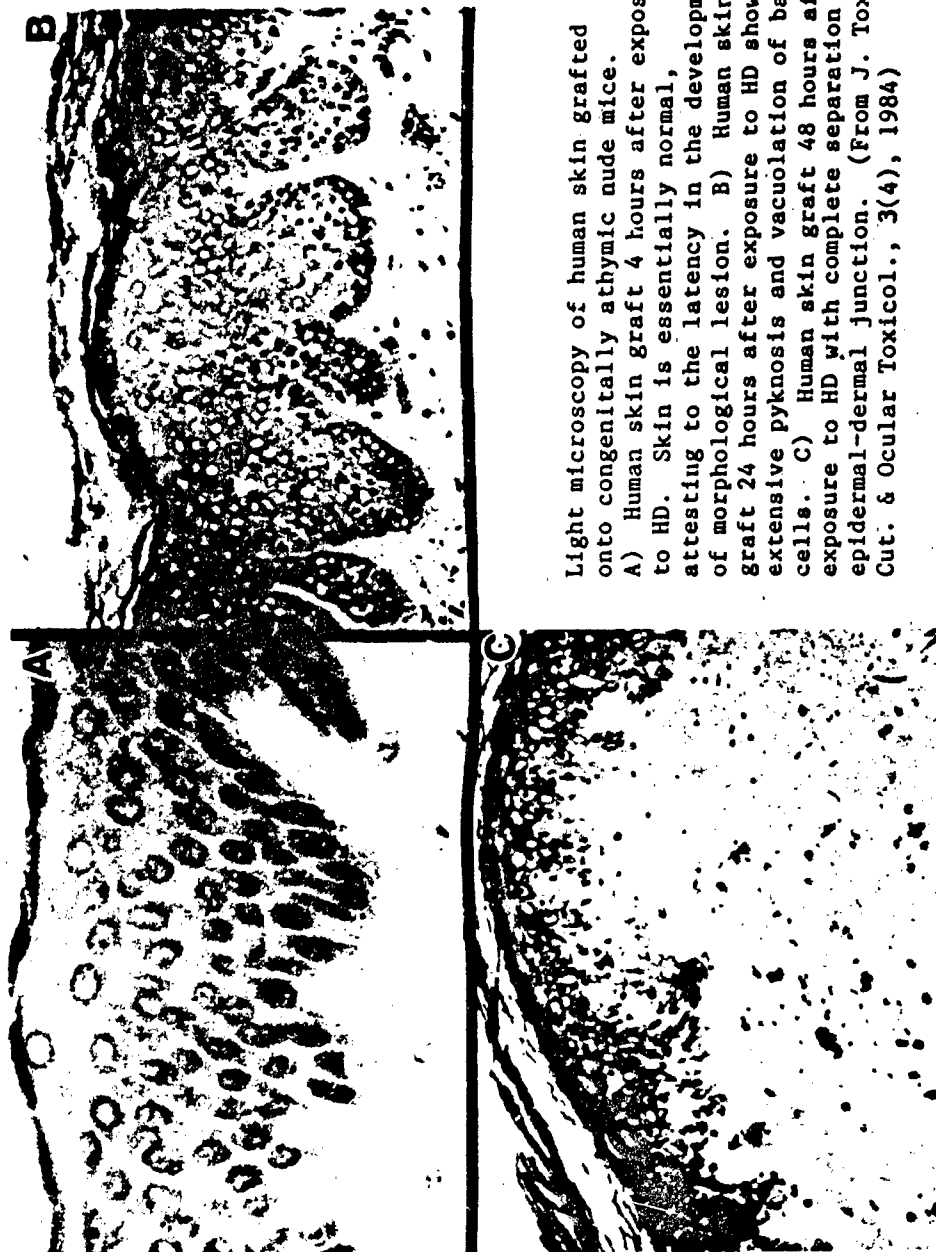 A
B
C
Light microscopy of human skin grafted
onto congenitally athymic nude mice.
A) Human skin graft 4 hours after expos
to HD. Skin is essentially normal,
attesting to the latency in the developm
of morphological lesion. B) Human skin
graft 24 hours after exposure to HD show
extensive pyknosis and vacuolation of ba
cells. C) Human skin graft 48 hours af
exposure to HD with complete separation
epidermal-dermal junction. (From J. Tox
Cut. & Ocular Toxicol., 3(4), 1984)